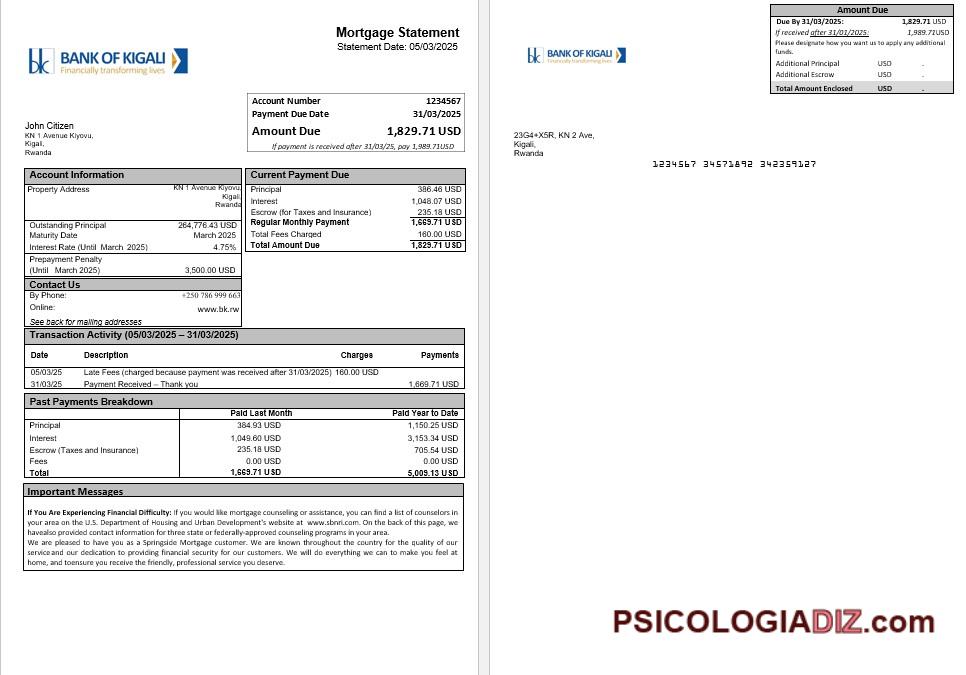 Mortgage Statement
Statement Date: 05/03/2025
bk BANK OF KIGALI
Financially transforming lives
Account Number 1234567
Payment Due Date 31/03/2025
Amount Due 1,829.71 USD
If payment is received after 31/03/25, pay 1,989.71USD
John Citizen
KN 1 Avenue Kiyovu,
Kigali,
Rwanda
Account Information
Property Address KN 1 Avenue Kiyovu,
Kigali,
Rwanda
Outstanding Principal 264,776.43 USD
Maturity Date March 2025
Interest Rate (Until March 2025) 4.75%
Prepayment Penalty
(Until March 2025) 3,500.00 USD
Contact Us
By Phone: +250 786 999 663
Online: www.bk.rw
See back for mailing addresses
Current Payment Due
Principal 386.46 USD
Interest 1,048.07 USD
Escrow (for Taxes and Insurance) 235.18 USD
Regular Monthly Payment 1,669.71 USD
Total Fees Charged 160.00 USD
Total Amount Due 1,829.71 USD
Transaction Activity (05/03/2025 – 31/03/2025)
Date Description Charges Payments
05/03/25 Late Fees (charged because payment was received after 31/03/2025) 160.00 USD
31/03/25 Payment Received – Thank you 1,669.71 USD
Past Payments Breakdown
Paid Last Month Paid Year to Date
Principal 384.93 USD 1,150.25 USD
Interest 1,049.60 USD 3,153.34 USD
Escrow (Taxes and Insurance) 235.18 USD 705.54 USD
Fees 0.00 USD 0.00 USD
Total 1,669.71 USD 5,009.13 USD
Important Messages
If You Are Experiencing Financial Difficulty: If you would like mortgage counseling or assistance, you can find a list of counselors in
your area on the U.S. Department of Housing and Urban Development's website at www.sbnri.com. On the back of this page, we
havealso provided contact information for three state or federally-approved counseling programs in your area.
We are pleased to have you as a Springside Mortgage customer. We are known throughout the country for the quality of our
serviceand our dedication to providing financial security for our customers. We will do everything we can to make you feel at
home, and toensure you receive the friendly, professional service you deserve.
Amount Due
Due By 31/03/2025: 1,829.71 USD
If received after 31/01/2025: 1,989.71USD
Please designate how you want us to apply any additional
funds.
Additional Principal USD .
Additional Escrow USD .
Total Amount Enclosed USD .
bk BANK OF KIGALI
Financially transforming lives
23G4+X5R, KN 2 Ave,
Kigali,
Rwanda
1234567 34571892 342359127
PSICOLOGIADIZ.com